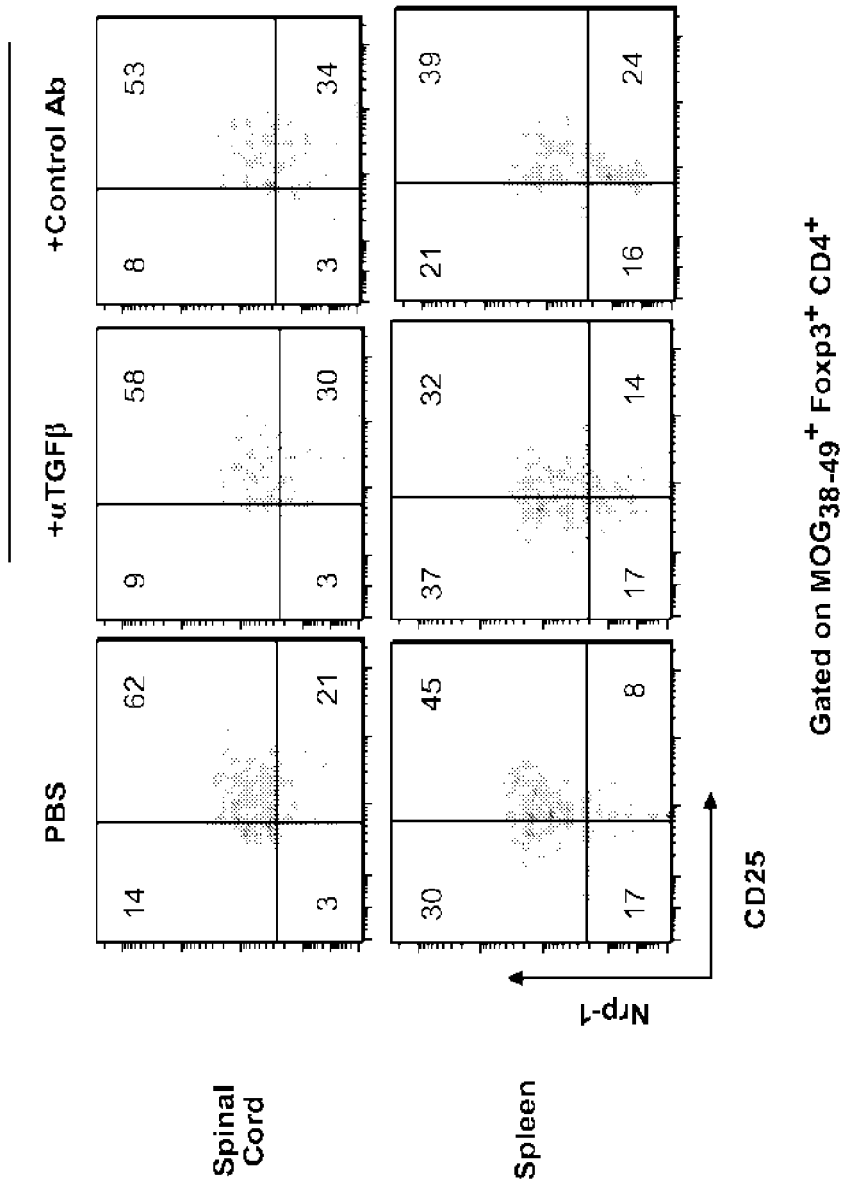 PBS
+αTGFβ
+Control Ab
Spinal
Cord
14
62
3
21
9
58
3
30
8
53
3
34
Spleen
30
45
17
8
37
32
17
14
21
39
16
24
Nrp-1
CD25
Gated on MOG38-49+ Foxp3+ CD4+